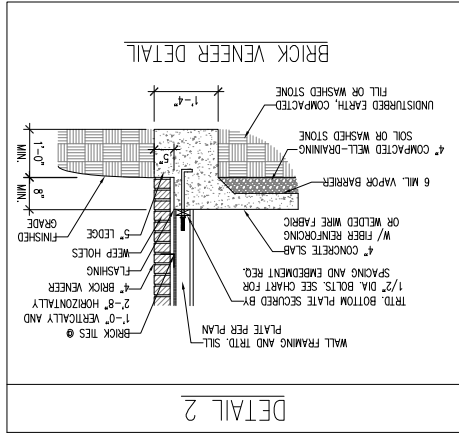 DETAIL 2
WALL FRAMING AND TRTD. SILL
PLATE PER PLAN
TRTD. BOTTOM PLATE SECURED BY
1/2" DIA. BOLTS. SEE CHART FOR
SPACING AND EMBEDMENT REQ.
4" CONCRETE SLAB
W/ FIBER REINFORCING
OR WELDED WIRE FABRIC
6 MIL. VAPOR BARRIER
4" COMPACTED WELL-DRAINING
SOIL OR WASHED STONE
UNDISTURBED EARTH, COMPACTED
FILL OR WASHED STONE
BRICK TIES @
1'-0" VERTICALLY AND
2'-8" HORIZONTALLY
4" BRICK VENEER
FLASHING
WEEP HOLES
5" LEDGE
FINISHED
GRADE
8"
MIN.
1'-0"
MIN.
5"
1'-4"
BRICK VENEER DETAIL